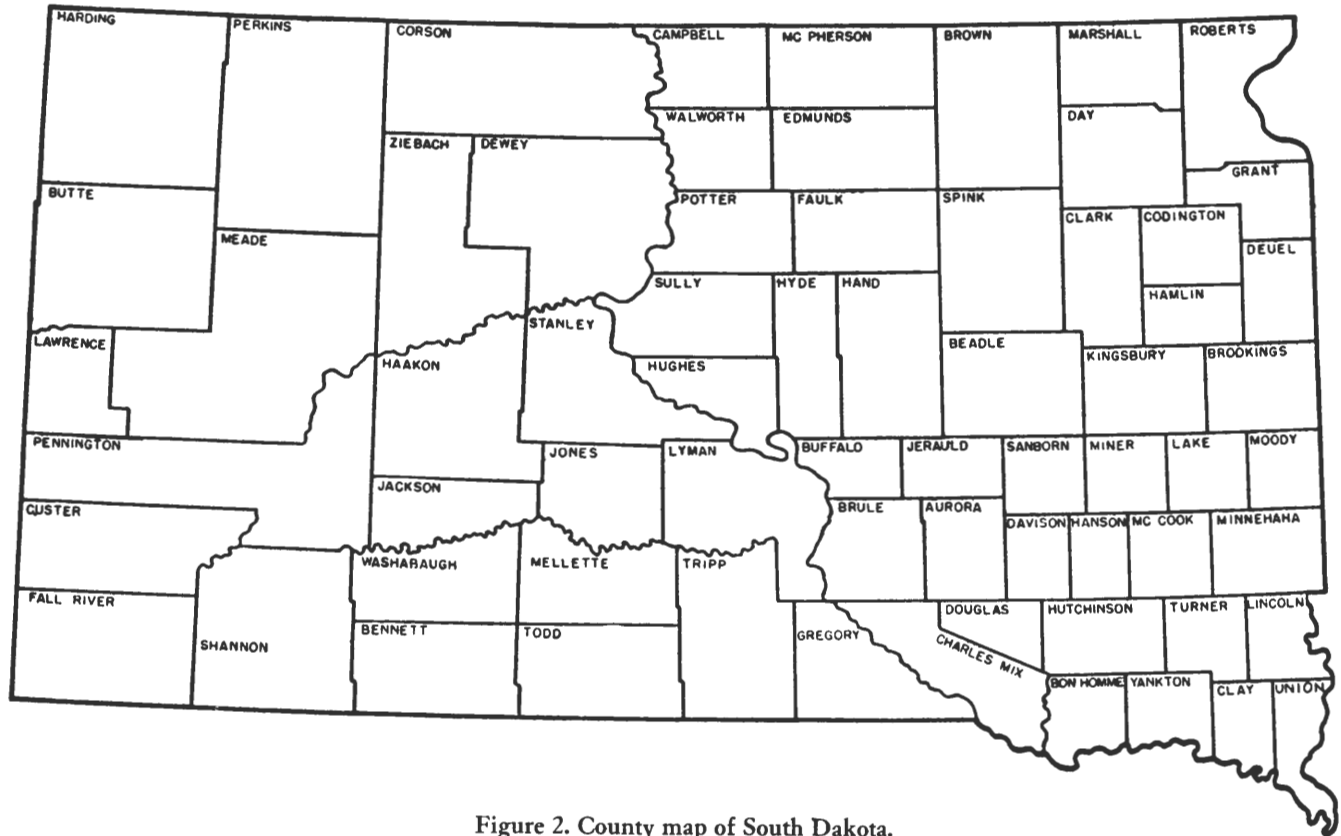 HARDING
PERKINS
CORSON
CAMPBELL
MC PHERSON
BROWN
MARSHALL
ROBERTS
WALWORTH
EDMUNDS
DAY
ZIEBACH
DEWEY
GRANT
BUTTE
POTTER
FAULK
SPINK
CLARK
CODINGTON
MEADE
DEUEL
SULLY
HYDE
HAND
HAMLIN
STANLEY
LAWRENCE
BEADLE
KINGSBURY
BROOKINGS
HAAKON
HUGHES
PENNINGTON
JONES
LYMAN
BUFFALO
JERAULD
SANBORN
MINER
LAKE
MOODY
JACKSON
CUSTER
BRULE
AURORA
DAVISON
HANSON
MC COOK
MINNEHAHA
WASHABAUGH
MELLETTE
TRIPP
FALL RIVER
DOUGLAS
HUTCHINSON
TURNER
LINCOLN
BENNETT
TODD
GREGORY
SHANNON
CHARLES MIX
BON HOMME
YANKTON
CLAY
UNION
Figure 2. County map of South Dakota.